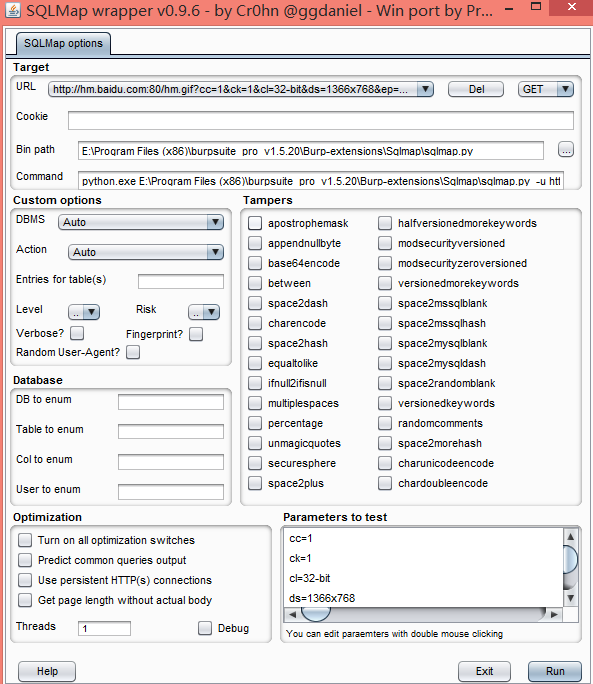 SQLMap wrapper v0.9.6 - by Cr0hn @ggdaniel - Win port by Pr...
SQLMap options
Target
URL http://hm.baidu.com:80/hm.gif?cc=1&ck=1&cl=32-bit&ds=1366x768&ep=... Del GET
Cookie
Bin path E:\Program Files (x86)\burpsuite_pro_v1.5.20\Burp-extensions\Sqlmap\sqlmap.py ...
Command python.exe E:\Program Files (x86)\burpsuite_pro_v1.5.20\Burp-extensions\Sqlmap\sqlmap.py -u htt
Custom options
DBMS Auto
Action Auto
Entries for table(s)
Level .. Risk ..
Verbose? Fingerprint?
Random User-Agent?
Database
DB to enum
Table to enum
Col to enum
User to enum
Tampers
apostrophemask halfversionedmorekeywords
appendnullbyte modsecurityversioned
base64encode modsecurityzeroversioned
between versionedmorekeywords
space2dash space2mssqlblank
charencode space2mssqlhash
space2hash space2mysqlblank
equaltolike space2mysqldash
ifnull2ifisnull space2randomblank
multiplespaces versionedkeywords
percentage randomcomments
unmagicquotes space2morehash
securesphere charunicodeencode
space2plus chardoubleencode
Optimization
Turn on all optimization switches
Predict common queries output
Use persistent HTTP(s) connections
Get page length without actual body
Threads 1 Debug
Parameters to test
cc=1
ck=1
cl=32-bit
ds=1366x768
You can edit paraemters with double mouse clicking
Help Exit Run